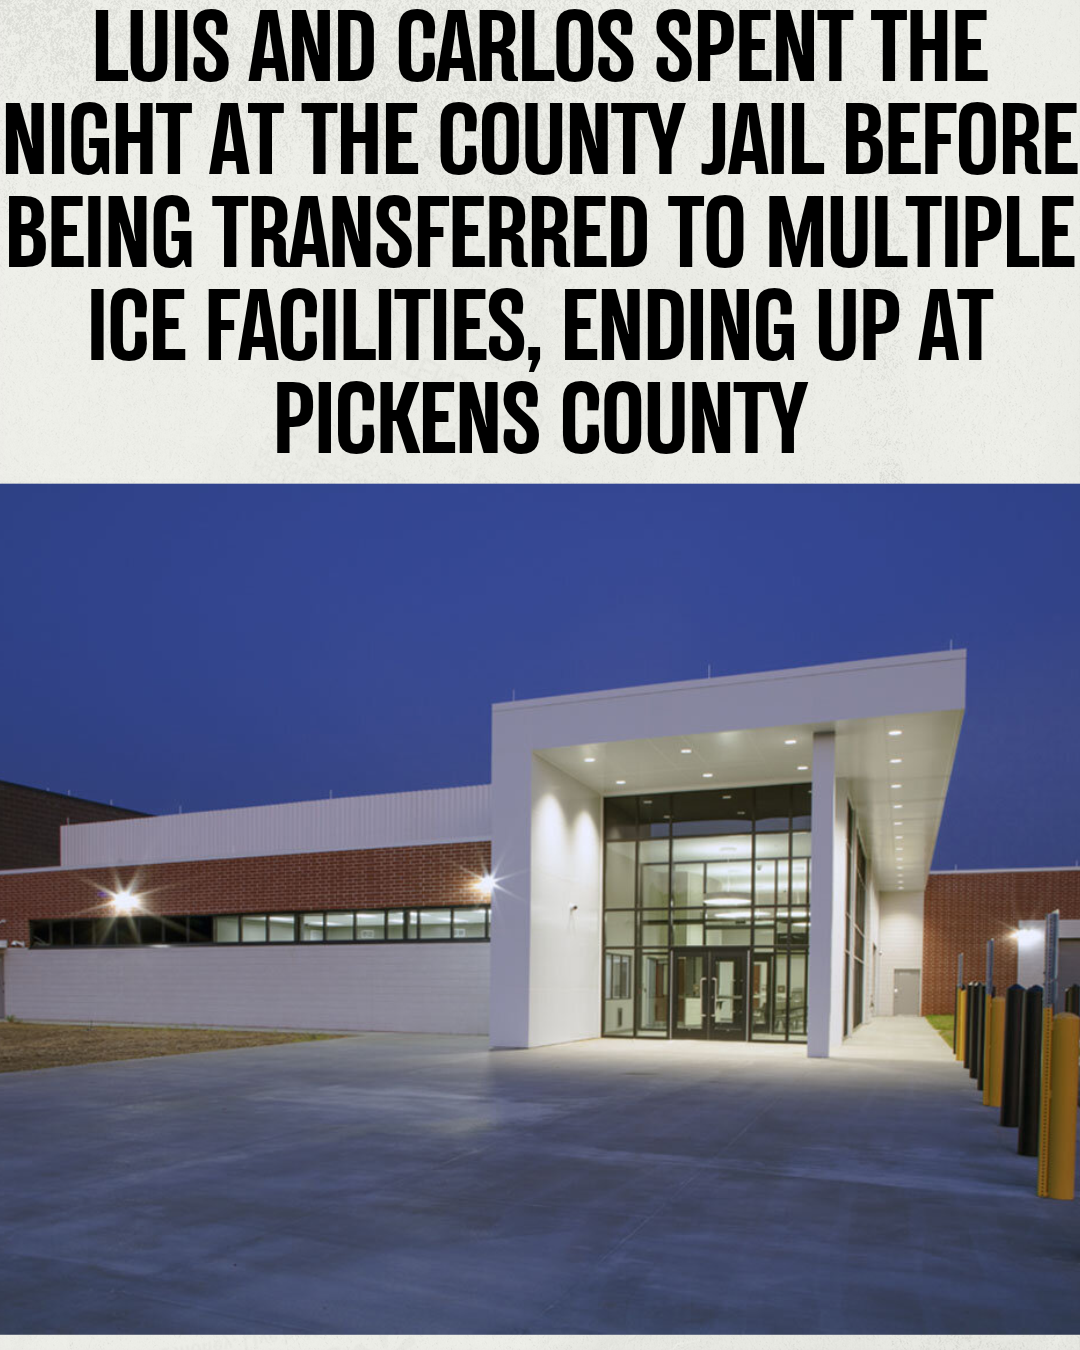 LUIS AND CARLOS SPENT THE
NIGHT AT THE COUNTY JAIL BEFORE
BEING TRANSFERRED TO MULTIPLE
ICE FACILITIES, ENDING UP AT
PICKENS COUNTY